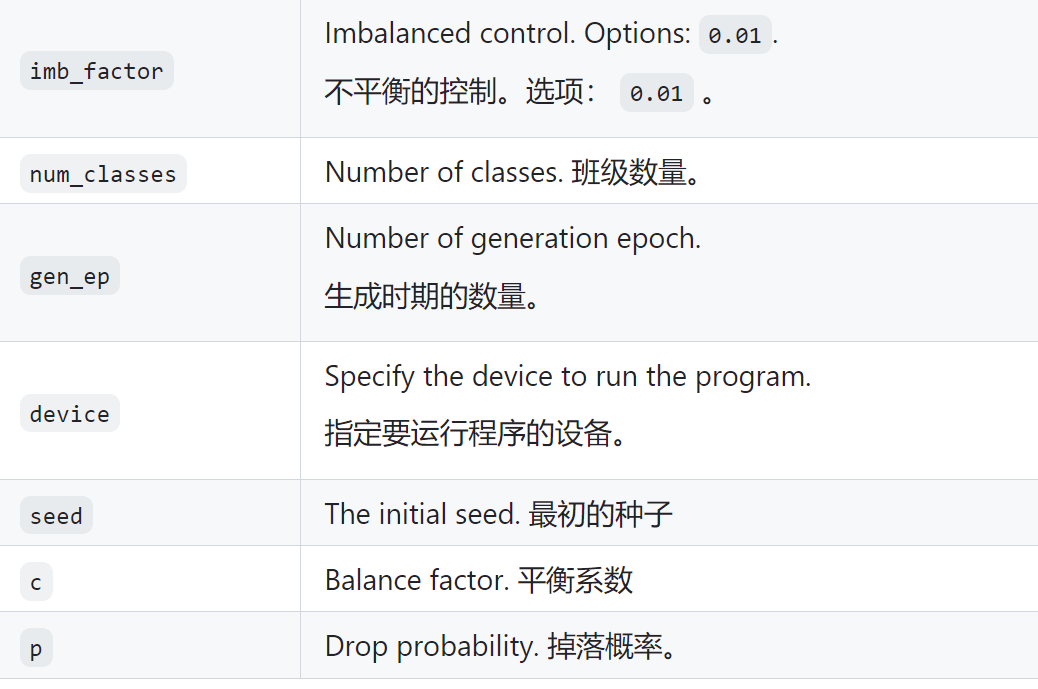 imb_factor
Imbalanced control. Options: 0.01.
不平衡的控制。选项： 0.01 。
num_classes
Number of classes. 班级数量。
gen_ep
Number of generation epoch.
生成时期的数量。
device
Specify the device to run the program.
指定要运行程序的设备。
seed
The initial seed. 最初的种子
c
Balance factor. 平衡系数
p
Drop probability. 掉落概率。